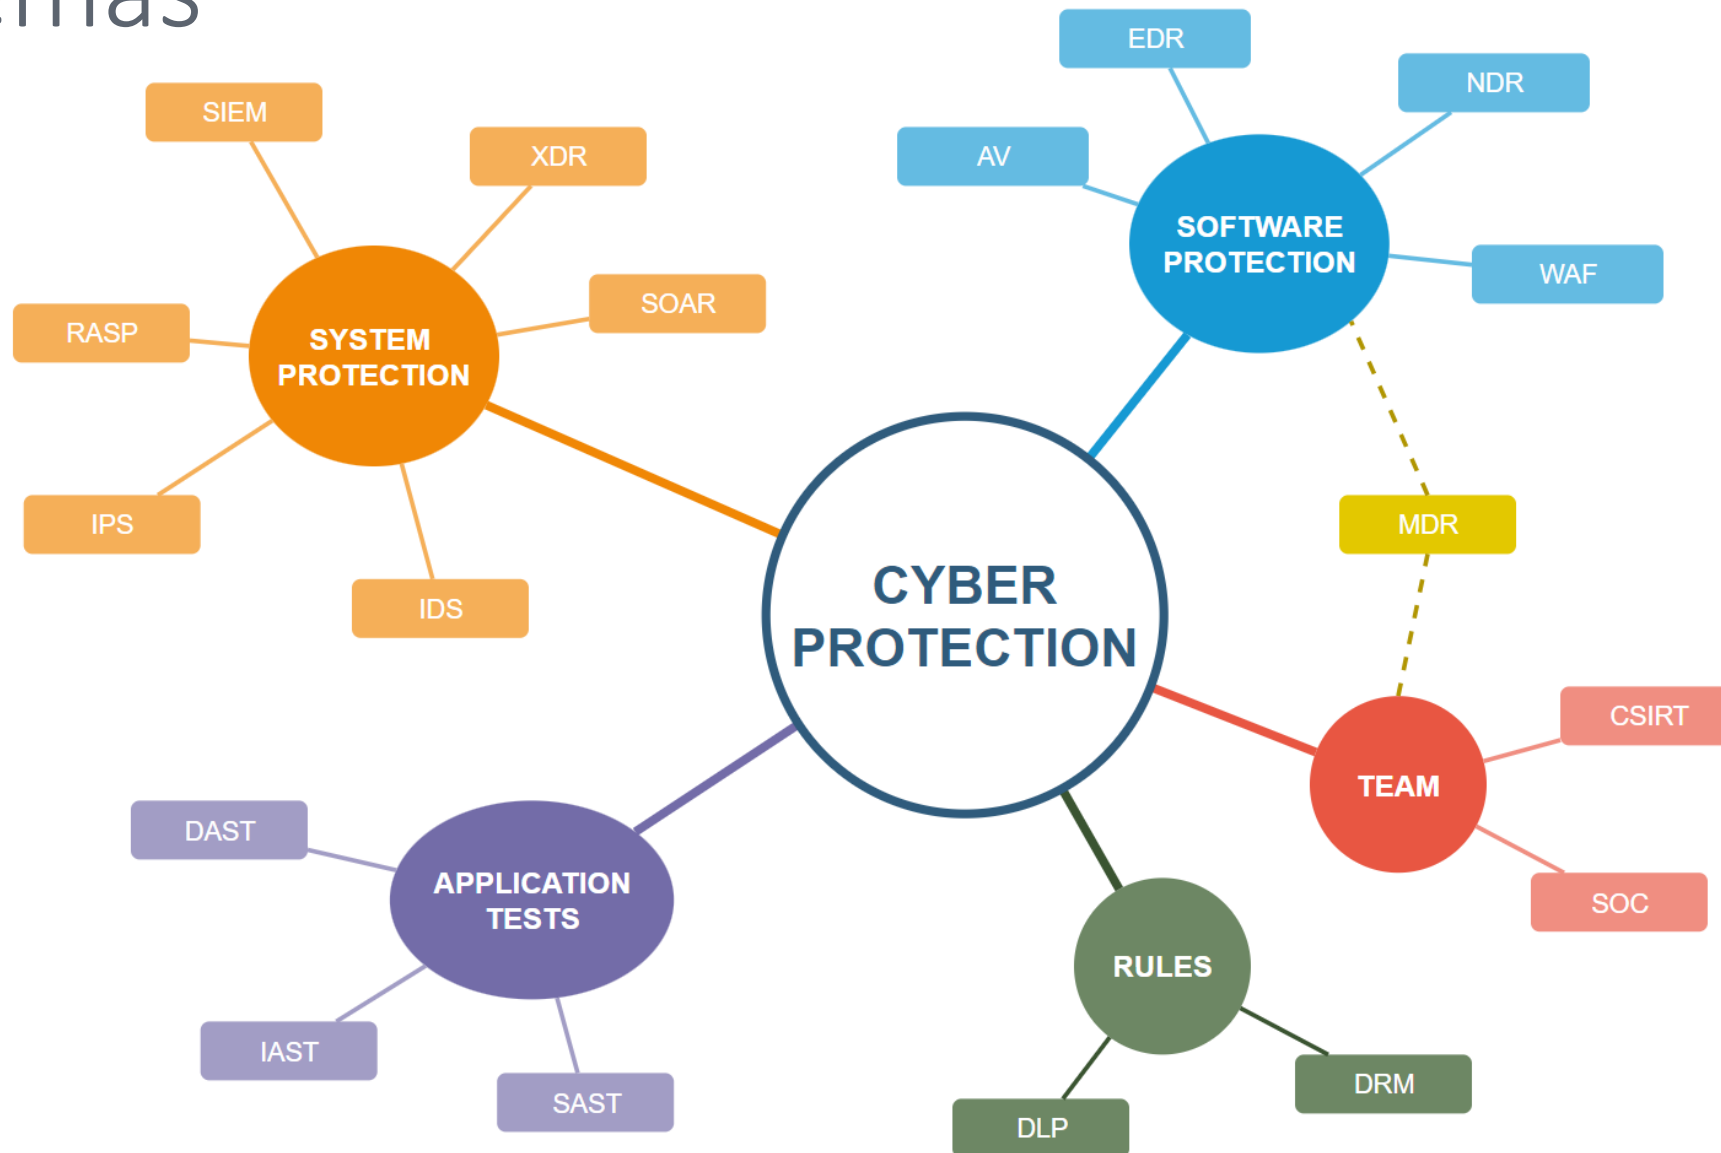 EDR
NDR
SIEM
XDR
AV
SOFTWARE
PROTECTION
WAF
SOAR
RASP
SYSTEM
PROTECTION
IPS
MDR
IDS
CYBER
PROTECTION
CSIRT
TEAM
DAST
APPLICATION
TESTS
SOC
RULES
IAST
DRM
SAST
DLP